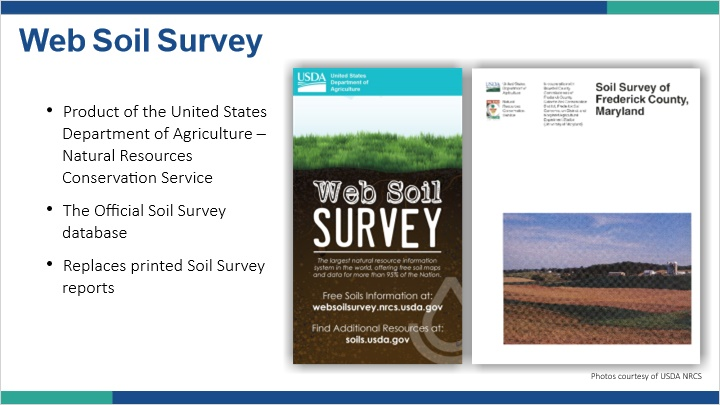 Web Soil Survey
• Product of the United States
Department of Agriculture –
Natural Resources
Conservation Service
• The Official Soil Survey
database
• Replaces printed Soil Survey
reports
USDA
United States
Department of
Agriculture
Web Soil
SURVEY
The largest natural resource information
system in the world, offering free soil maps
and data for more than 95% of the Nation.
Free Soils Information at:
websoilsurvey.nrcs.usda.gov
Find Additional Resources at:
soils.usda.gov
United States
Department of
Agriculture
Natural
Resources
Conservation
Service
Soil Survey of
Frederick County,
Maryland
Photos courtesy of USDA NRCS